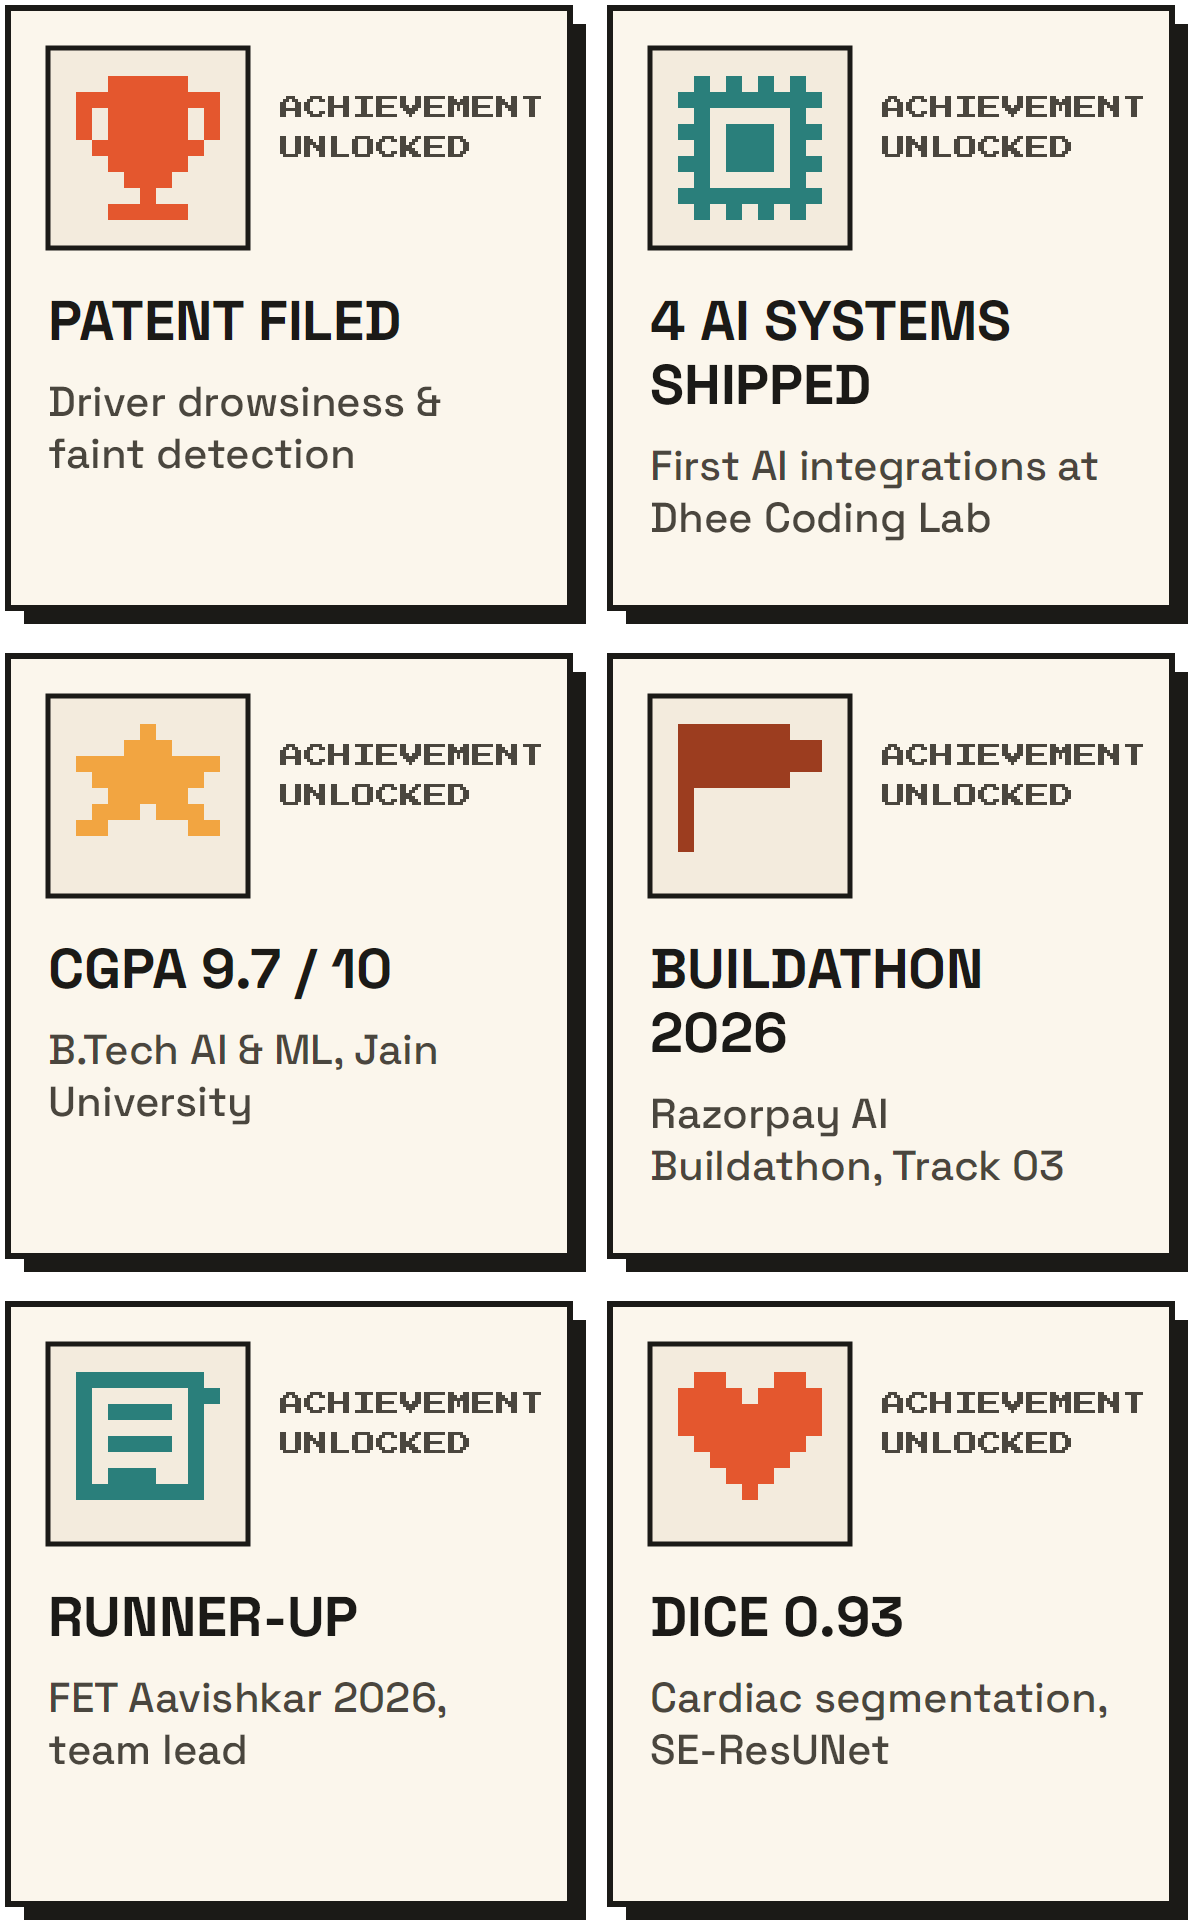 ACHIEVEMENT
UNLOCKED
PATENT FILED
Driver drowsiness &
faint detection
ACHIEVEMENT
UNLOCKED
4 AI SYSTEMS
SHIPPED
First AI integrations at
Dhee Coding Lab
ACHIEVEMENT
UNLOCKED
CGPA 9.7 / 10
B.Tech AI & ML, Jain
University
ACHIEVEMENT
UNLOCKED
BUILDATHON
2026
Razorpay AI
Buildathon, Track 03
ACHIEVEMENT
UNLOCKED
RUNNER-UP
FET Aavishkar 2026,
team lead
ACHIEVEMENT
UNLOCKED
DICE 0.93
Cardiac segmentation,
SE-ResUNet